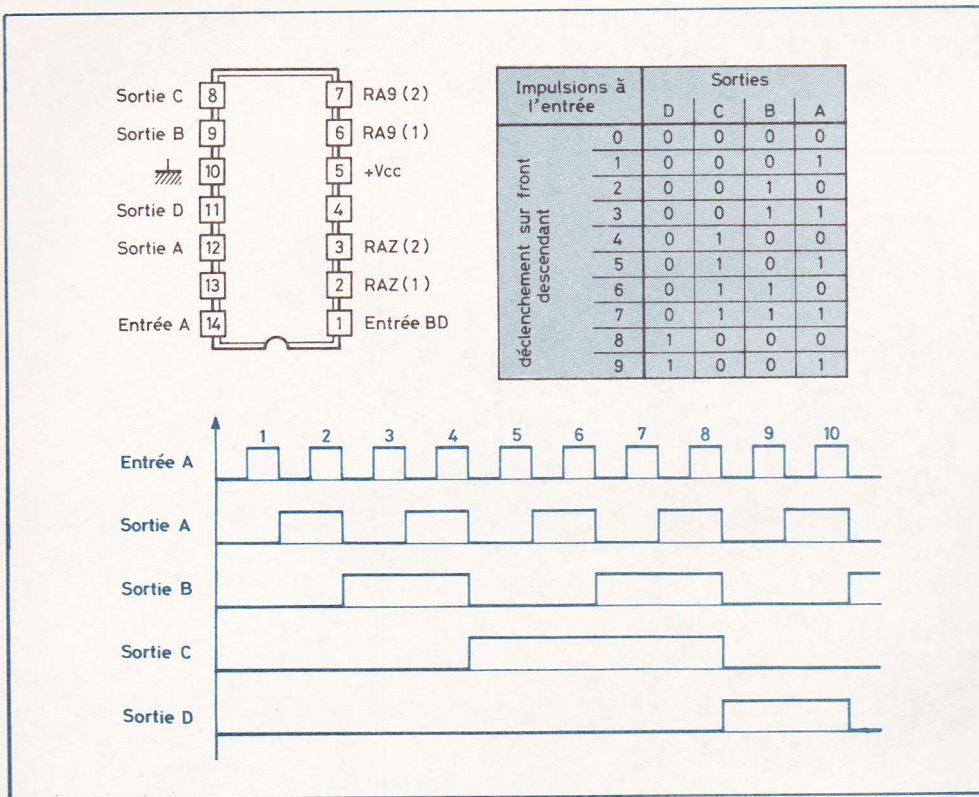 Sortie C 8 7 RA9 (2)
Sortie B 9 6 RA9 (1)
10 5 +Vcc
Sortie D 11 4
Sortie A 12 3 RAZ (2)
13 2 RAZ (1)
Entrée A 14 1 Entrée BD
Impulsions à l'entrée
Sorties
D C B A
déclenchement sur front descendant
0 0 0 0 0
1 0 0 0 1
2 0 0 1 0
3 0 0 1 1
4 0 1 0 0
5 0 1 0 1
6 0 1 1 0
7 0 1 1 1
8 1 0 0 0
9 1 0 0 1
1 2 3 4 5 6 7 8 9 10
Entrée A
Sortie A
Sortie B
Sortie C
Sortie D